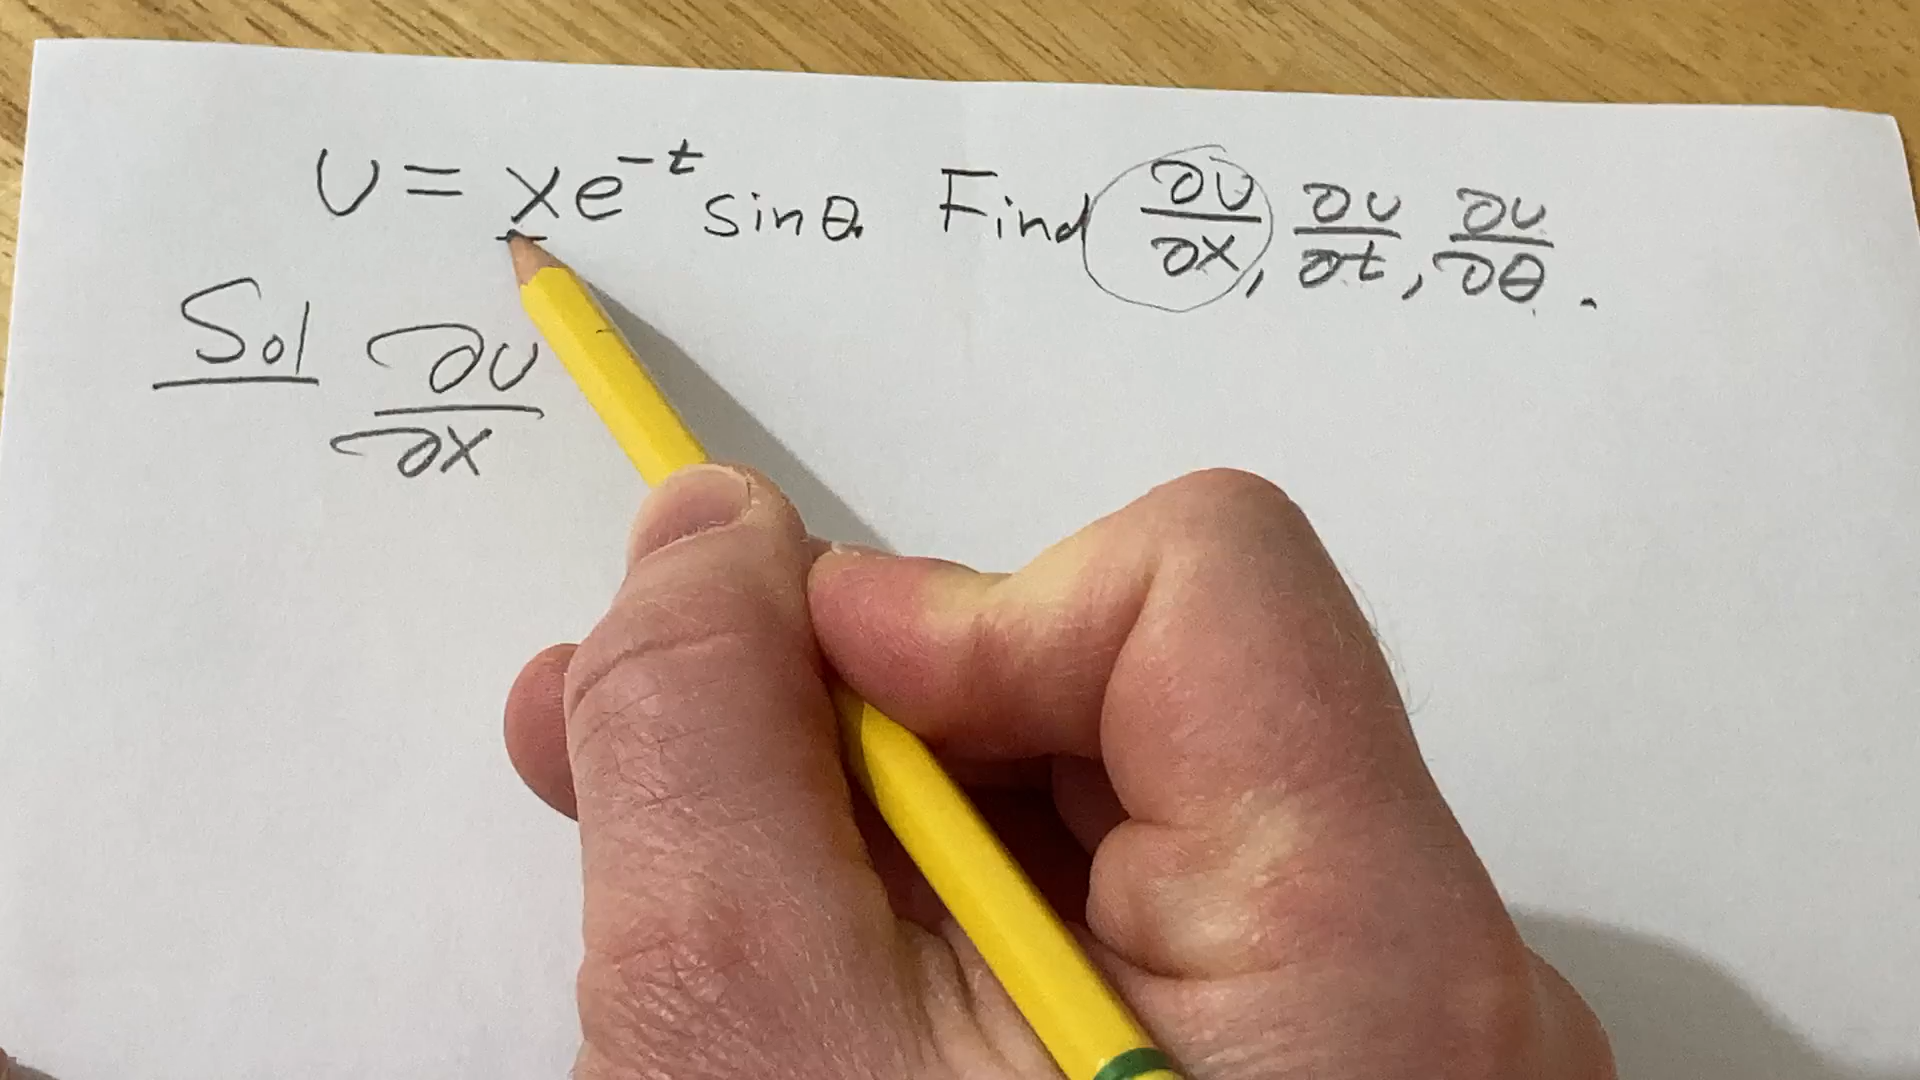 U = xe^{-t} sin θ. Find ∂U/∂x, ∂U/∂t, ∂U/∂θ.
Sol ∂U/∂x